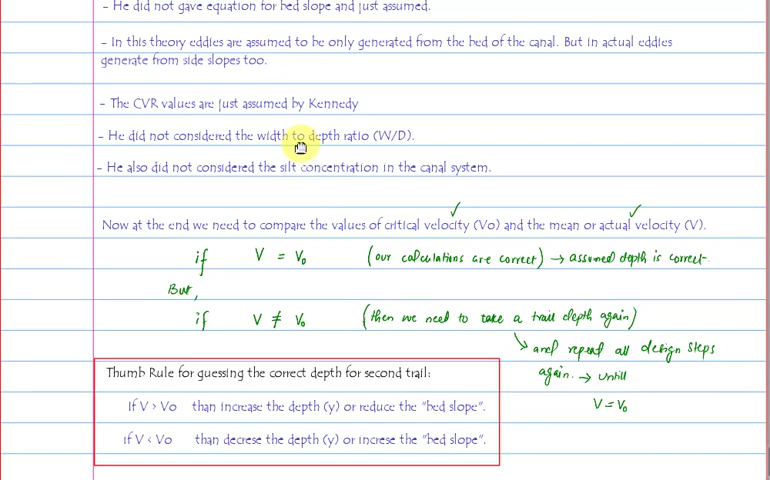 - He did not gave equation for bed slope and just assumed.
- In this theory eddies are assumed to be only generated from the bed of the canal. But in actual eddies
generate from side slopes too.
- The CVR values are just assumed by Kennedy
- He did not considered the width to depth ratio (W/D).
- He also did not considered the silt concentration in the canal system.
Now at the end we need to compare the values of critical velocity (Vo) and the mean or actual velocity (V).
if V = Vo (our calculations are correct) → assumed depth is correct.
But,
if V ≠ Vo (then we need to take a trail depth again)
↘ and repeat all design steps
again. → untill
V = Vo
Thumb Rule for guessing the correct depth for second trail:
If V > Vo than increase the depth (y) or reduce the "bed slope".
if V < Vo than decrese the depth (y) or increse the "bed slope".